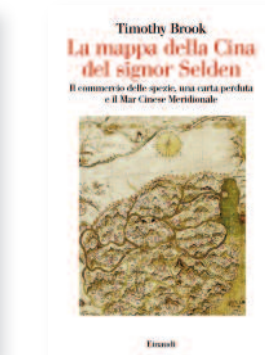 Timothy Brook
La mappa della Cina
del signor Selden
Il commercio delle spezie, una carta perduta
e il Mar Cinese Meridionale
Einaudi